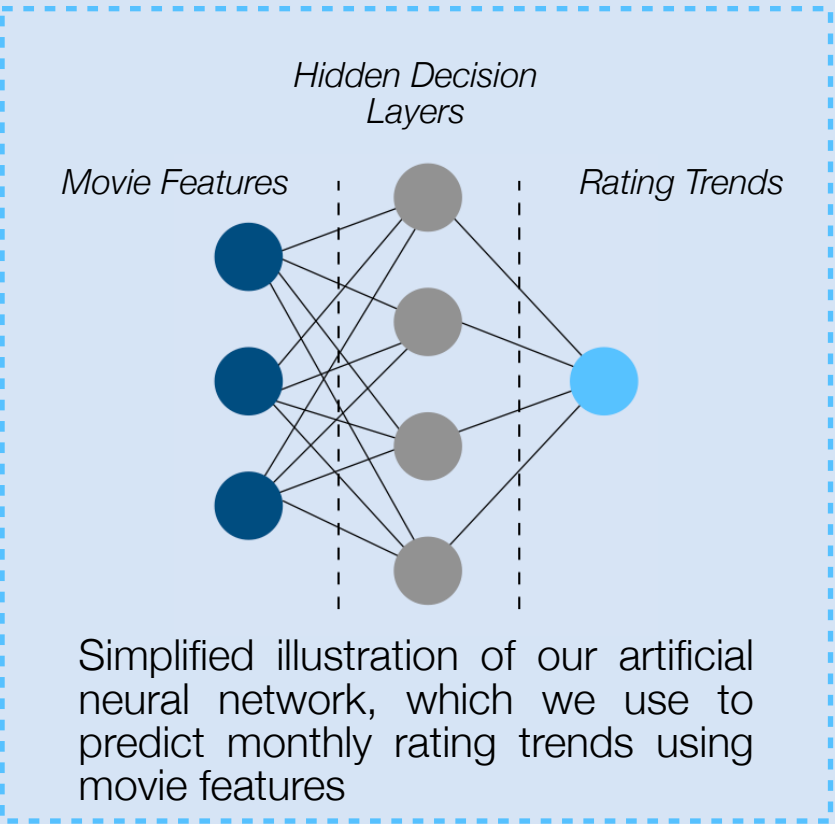 Hidden Decision
Layers
Movie Features
Rating Trends
Simplified illustration of our artificial
neural network, which we use to
predict monthly rating trends using
movie features